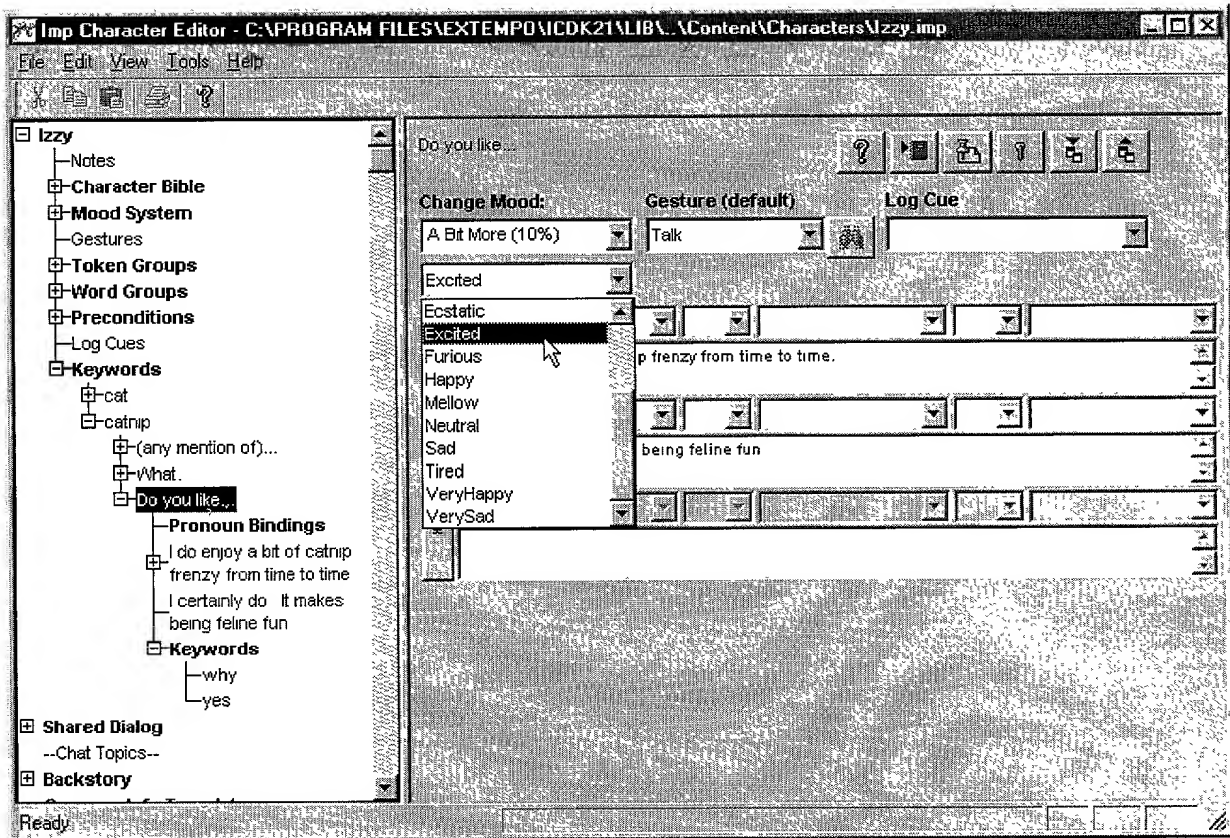 Imp Character Editor - C:\PROGRAM FILES\EXTEMPO\ICDK21\LIB\..\Content\Characters\Izzy.imp
File Edit View Tools Help
Izzy
Notes
Character Bible
Mood System
Gestures
Token Groups
Word Groups
Preconditions
Log Cues
Keywords
cat
catnip
(any mention of)...
What.
Do you like...
Pronoun Bindings
I do enjoy a bit of catnip
frenzy from time to time
I certainly do It makes
being feline fun
Keywords
why
yes
Shared Dialog
--Chat Topics--
Backstory
Do you like...
Change Mood: Gesture (default) Log Cue
A Bit More (10%) Talk
Excited
Ecstatic
Excited
Furious
p frenzy from time to time.
Happy
Mellow
Neutral
Sad
being feline fun
Tired
VeryHappy
VerySad
Ready